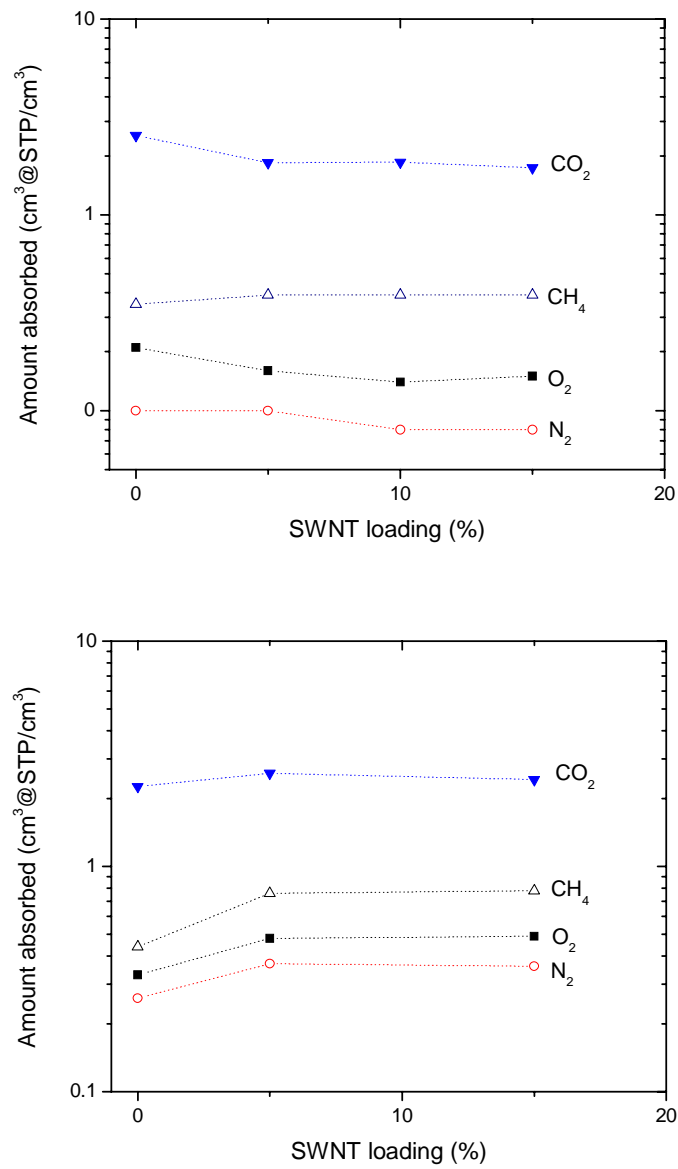 10
1
0
Amount absorbed (cm³@STP/cm³)
CO₂
CH₄
O₂
N₂
0 10 20
SWNT loading (%)
10
1
0.1
Amount absorbed (cm³@STP/cm³)
CO₂
CH₄
O₂
N₂
0 10 20
SWNT loading (%)